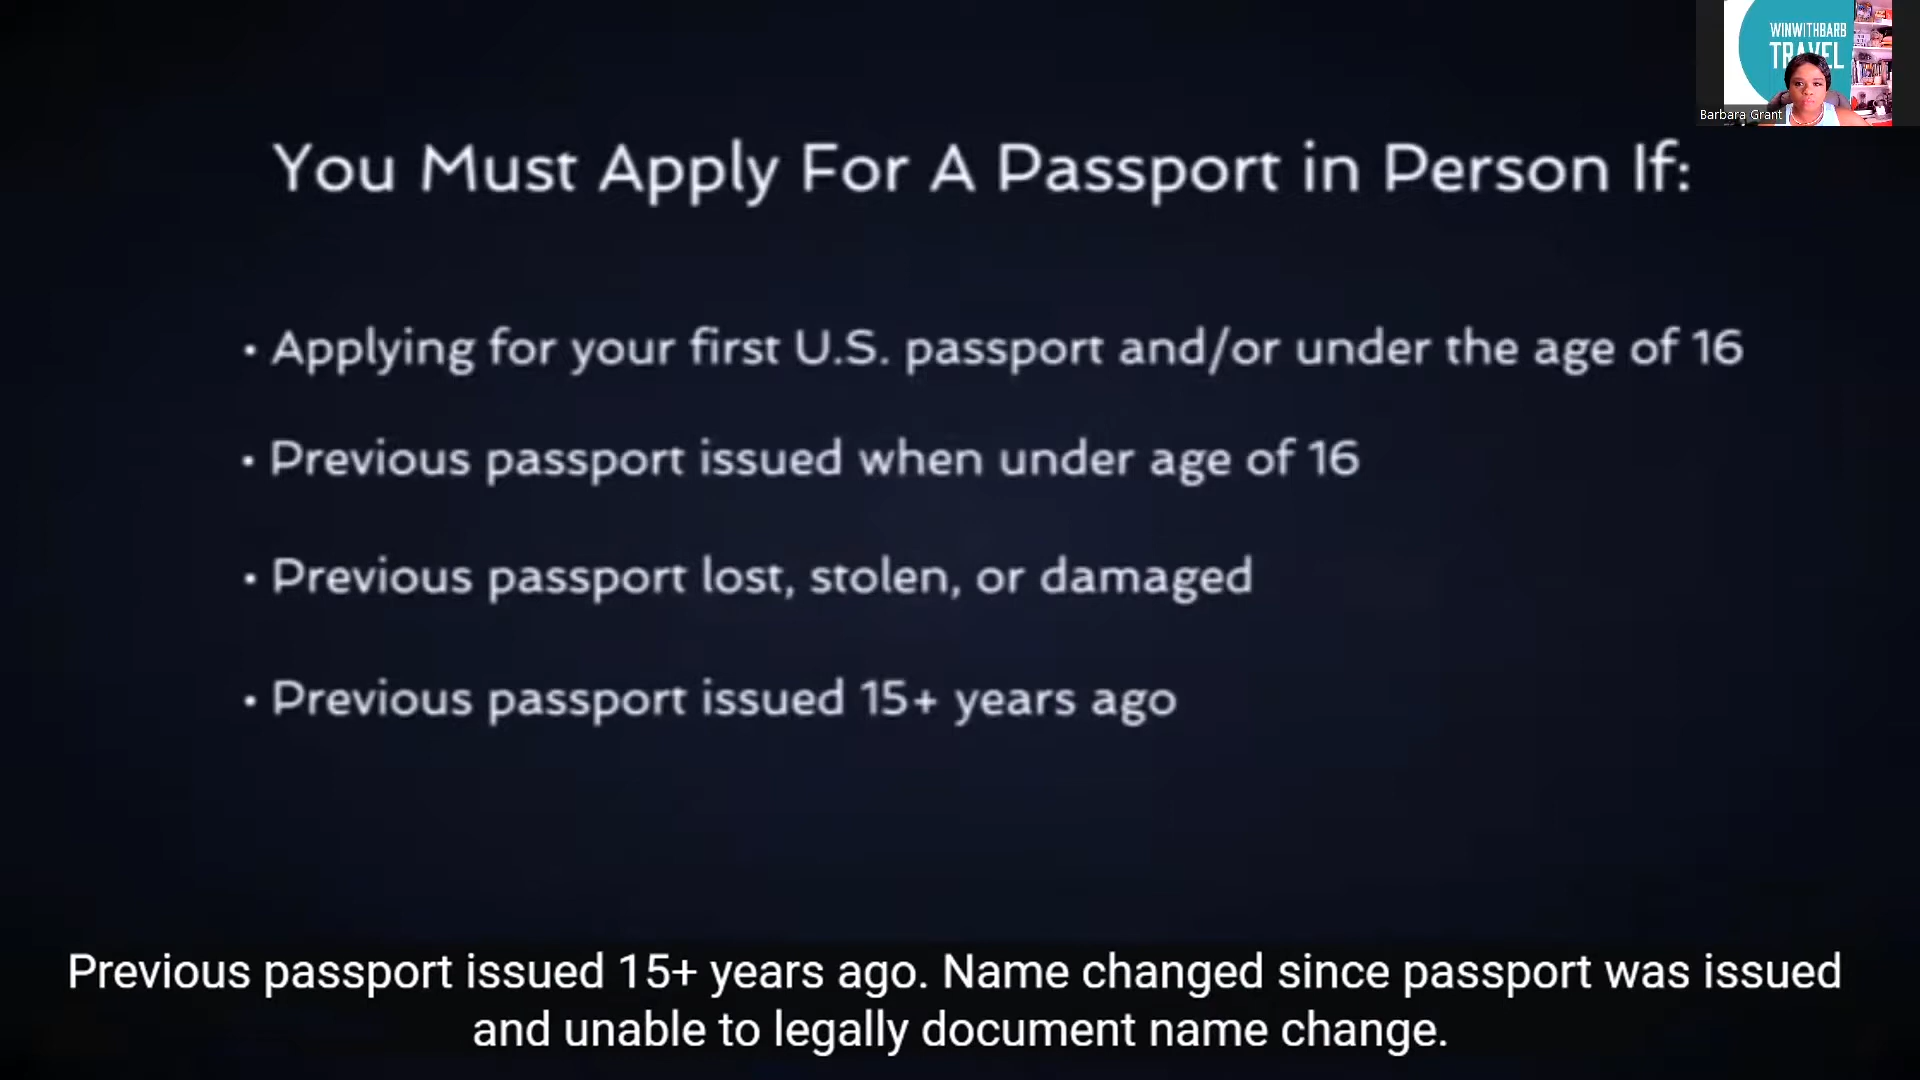 WINWITHBARB
TRAVEL
Barbara Grant
You Must Apply For A Passport in Person If:
• Applying for your first U.S. passport and/or under the age of 16
• Previous passport issued when under age of 16
• Previous passport lost, stolen, or damaged
• Previous passport issued 15+ years ago
Previous passport issued 15+ years ago. Name changed since passport was issued
and unable to legally document name change.